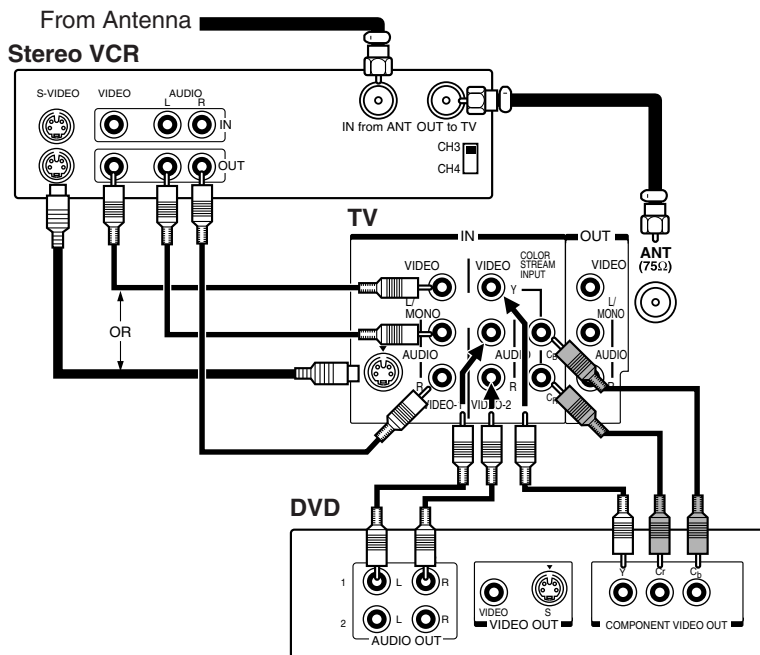 From Antenna
Stereo VCR
S-VIDEO VIDEO AUDIO
L R
IN
IN from ANT OUT to TV
OUT
CH3
CH4
TV
IN OUT
ANT
(75Ω)
VIDEO VIDEO COLOR STREAM INPUT VIDEO
Y
L/MONO L/MONO
OR
AUDIO AUDIO CB AUDIO
R R CR R
VIDEO- VIDEO-2
DVD
Y Cr Cb
1 L R
2 L R
AUDIO OUT
VIDEO S
VIDEO OUT
COMPONENT VIDEO OUT